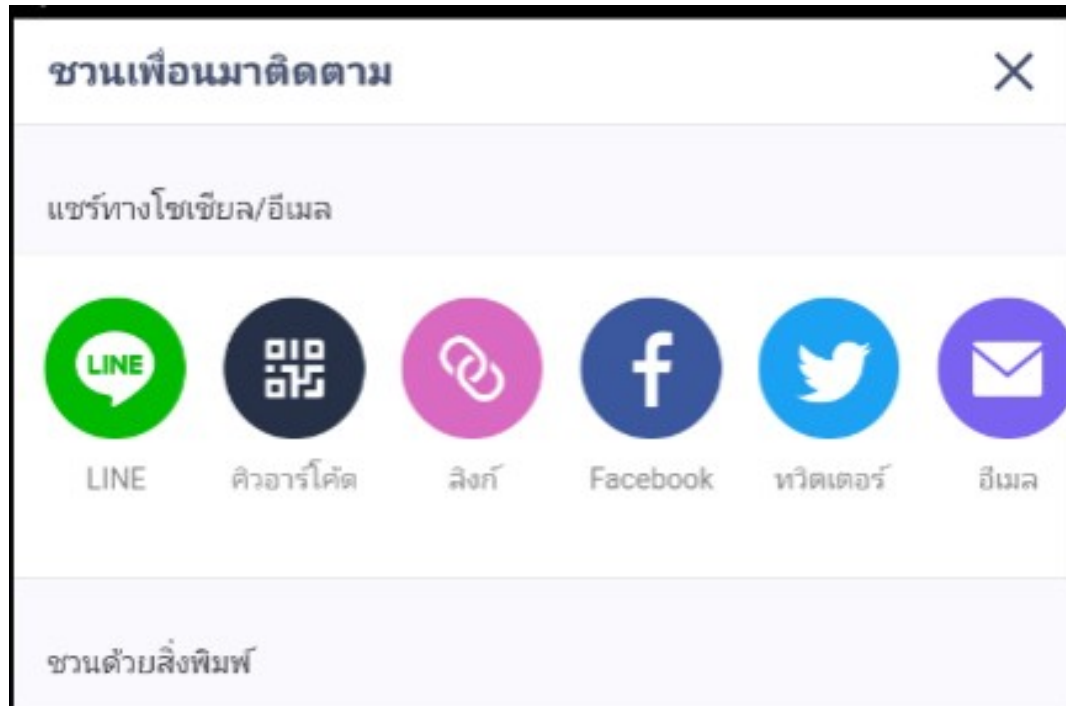 ชวนเพื่อนมาติดตาม
แชร์ทางโซเชียล/อีเมล
LINE
LINE คิวอาร์โค้ด ลิงก์ Facebook ทวิตเตอร์ อีเมล
ชวนด้วยสิ่งพิมพ์